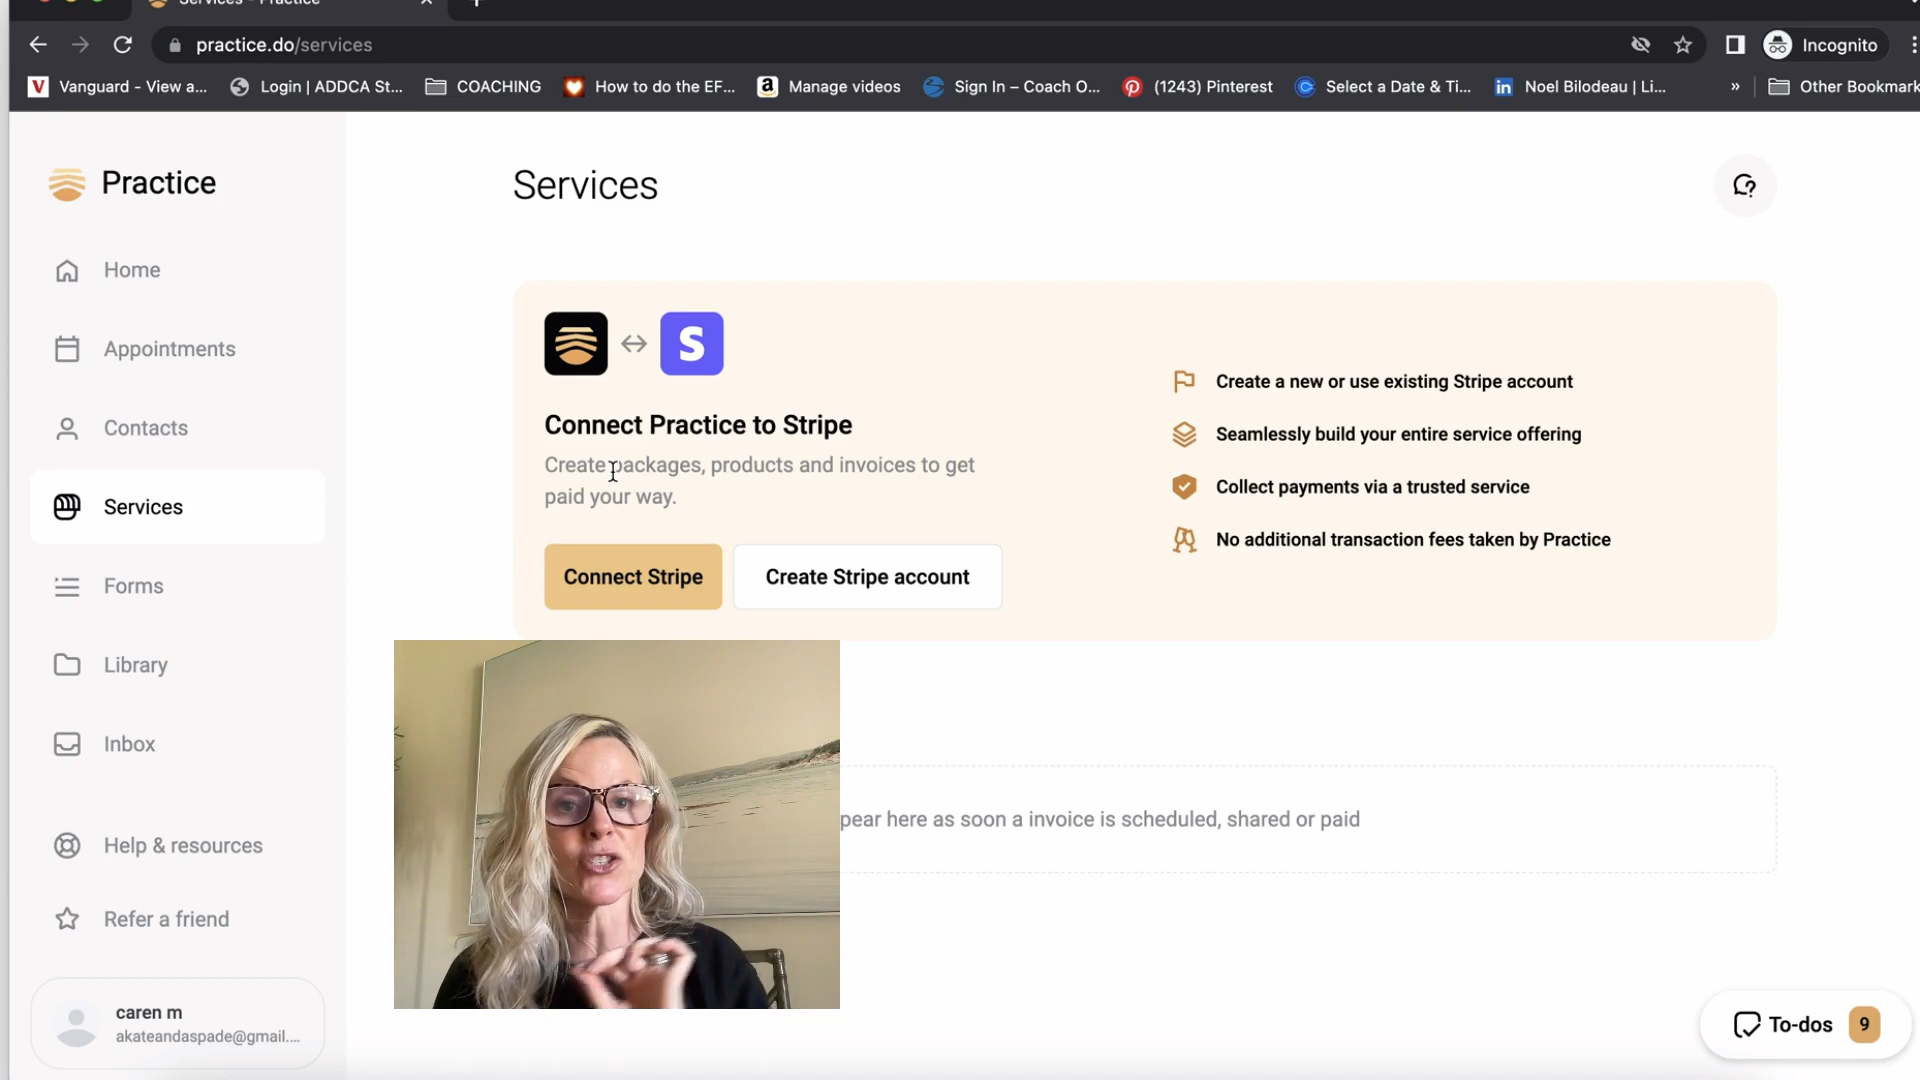 Services - Practice
practice.do/services
Incognito
Vanguard - View a...
Login | ADDCA St...
COACHING
How to do the EF...
Manage videos
Sign In – Coach O...
(1243) Pinterest
Select a Date & Ti...
Noel Bilodeau | Li...
»
Other Bookmark
Practice
Home
Appointments
Contacts
Services
Forms
Library
Inbox
Help & resources
Refer a friend
caren m
akateandaspade@gmail....
Services
Connect Practice to Stripe
Create packages, products and invoices to get
paid your way.
Connect Stripe
Create Stripe account
Create a new or use existing Stripe account
Seamlessly build your entire service offering
Collect payments via a trusted service
No additional transaction fees taken by Practice
pear here as soon a invoice is scheduled, shared or paid
To-dos 9